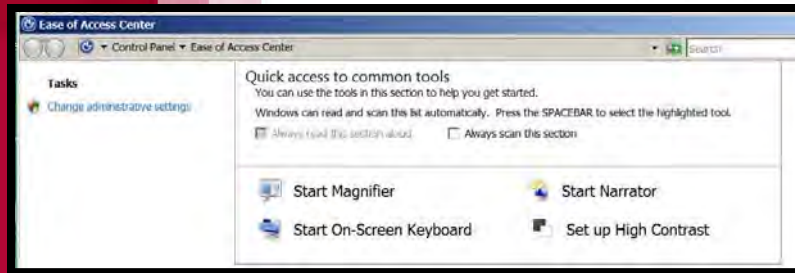 Ease of Access Center
Control Panel ▾ Ease of Access Center
Search
Tasks
Change administrative settings
Quick access to common tools
You can use the tools in this section to help you get started.
Windows can read and scan this list automatically. Press the SPACEBAR to select the highlighted tool.
Always read this section aloud Always scan this section
Start Magnifier Start Narrator
Start On-Screen Keyboard Set up High Contrast